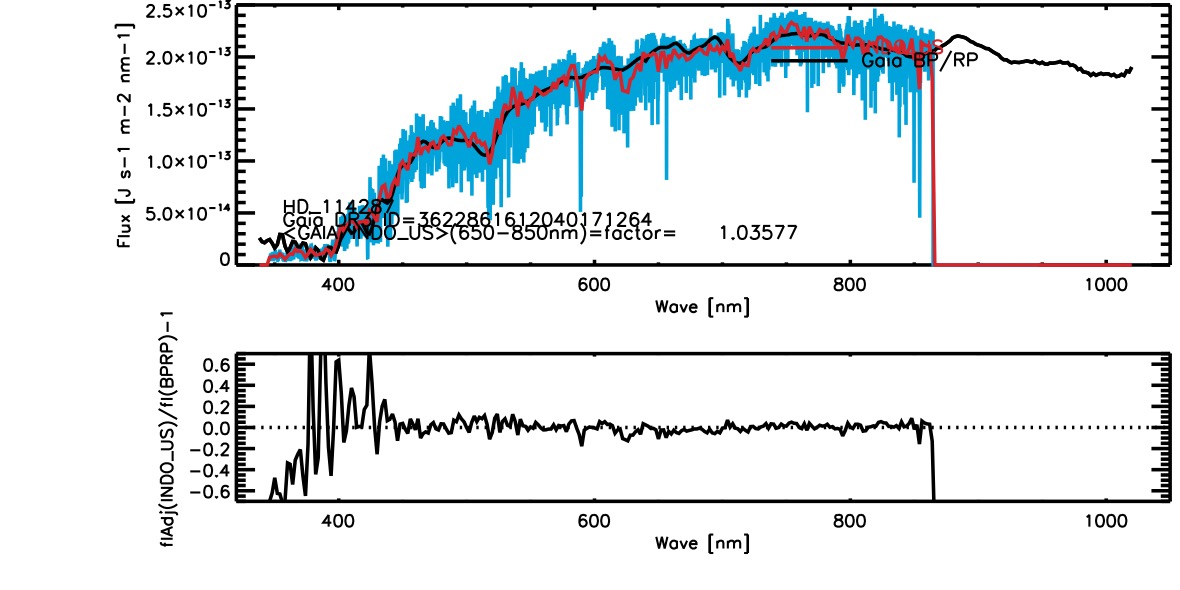 2.5×10−13
2.0×10−13
1.5×10−13
1.0×10−13
5.0×10−14
0
Flux [J s−1 m−2 nm−1]
S
Gaia BP/RP
HD_114287
Gaia DR3 ID=3622861612040171264
<GAIA/INDO_US>(650−850nm)=factor= 1.03577
400 600 800 1000
Wave [nm]
flAdj(INDO_US)/fl(BPRP)−1
0.6
0.4
0.2
0.0
−0.2
−0.4
−0.6
400 600 800 1000
Wave [nm]